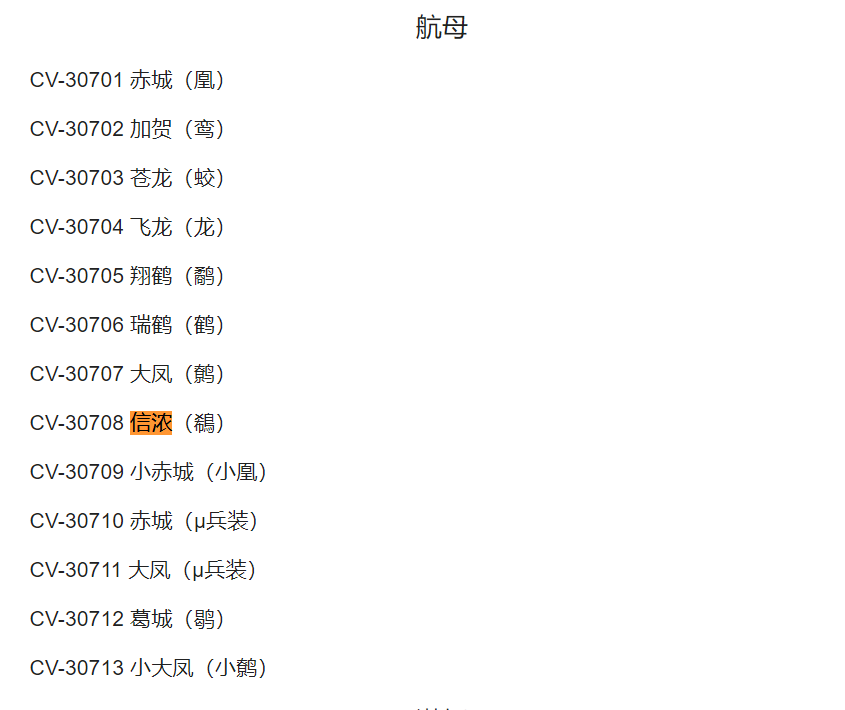 航母
CV-30701 赤城（凰）
CV-30702 加贺（鸾）
CV-30703 苍龙（蛟）
CV-30704 飞龙（龙）
CV-30705 翔鹤（鹬）
CV-30706 瑞鹤（鹤）
CV-30707 大凤（鹩）
CV-30708 信浓（鵗）
CV-30709 小赤城（小凰）
CV-30710 赤城（μ兵装）
CV-30711 大凤（μ兵装）
CV-30712 葛城（鹖）
CV-30713 小大凤（小鹩）